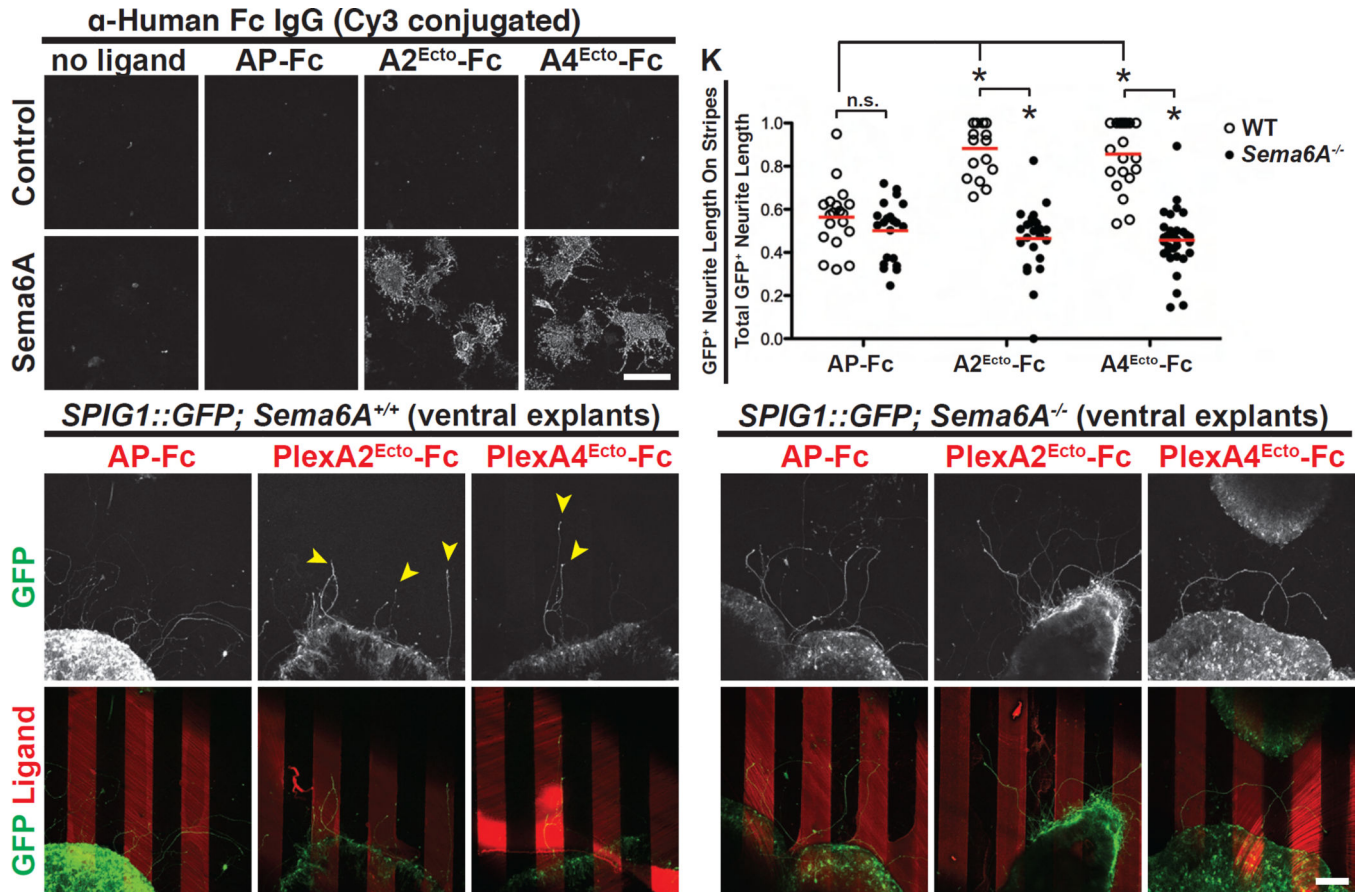 α-Human Fc IgG (Cy3 conjugated)
no ligand AP-Fc A2Ecto-Fc A4Ecto-Fc
Control
Sema6A
K
GFP+ Neurite Length On Stripes
Total GFP+ Neurite Length
* *
n.s. * *
1.0
0.8
0.6
0.4
0.2
0.0
WT
Sema6A-/-
AP-Fc A2Ecto-Fc A4Ecto-Fc
SPIG1::GFP; Sema6A+/+ (ventral explants)
AP-Fc PlexA2Ecto-Fc PlexA4Ecto-Fc
GFP
GFP Ligand
SPIG1::GFP; Sema6A-/- (ventral explants)
AP-Fc PlexA2Ecto-Fc PlexA4Ecto-Fc